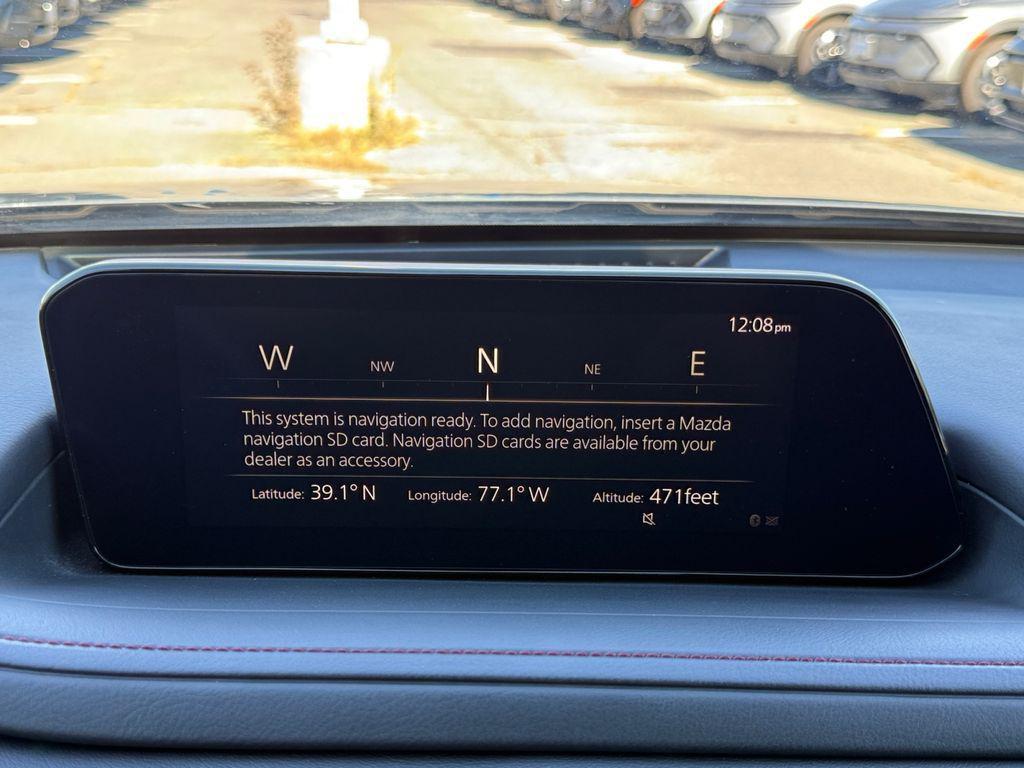 12:08pm
W NW N NE E
This system is navigation ready. To add navigation, insert a Mazda
navigation SD card. Navigation SD cards are available from your
dealer as an accessory.
Latitude: 39.1° N Longitude: 77.1° W Altitude: 471feet